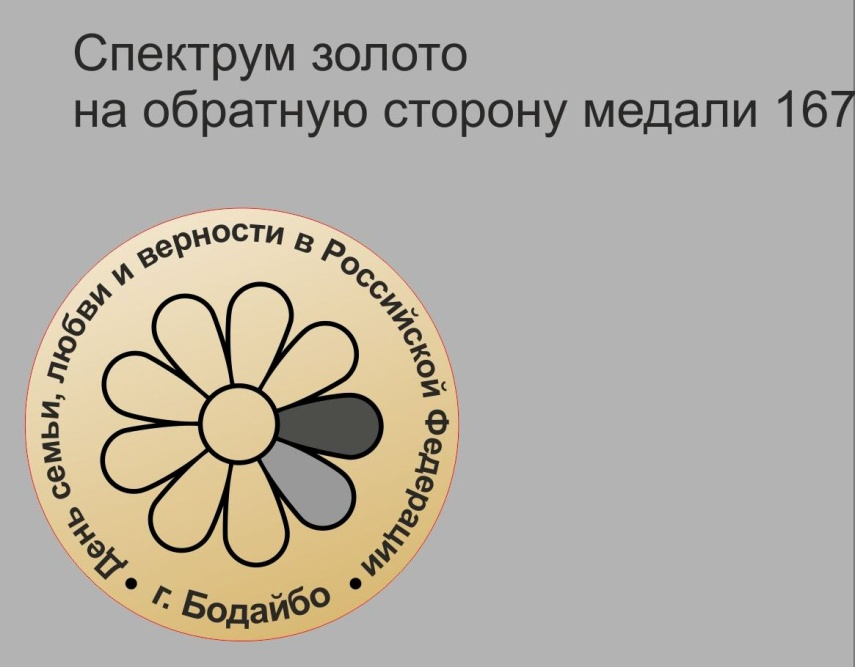 Спектрум золото
на обратную сторону медали 167
День семьи, любви и верности в Российской Федерации
• г. Бодайбо •